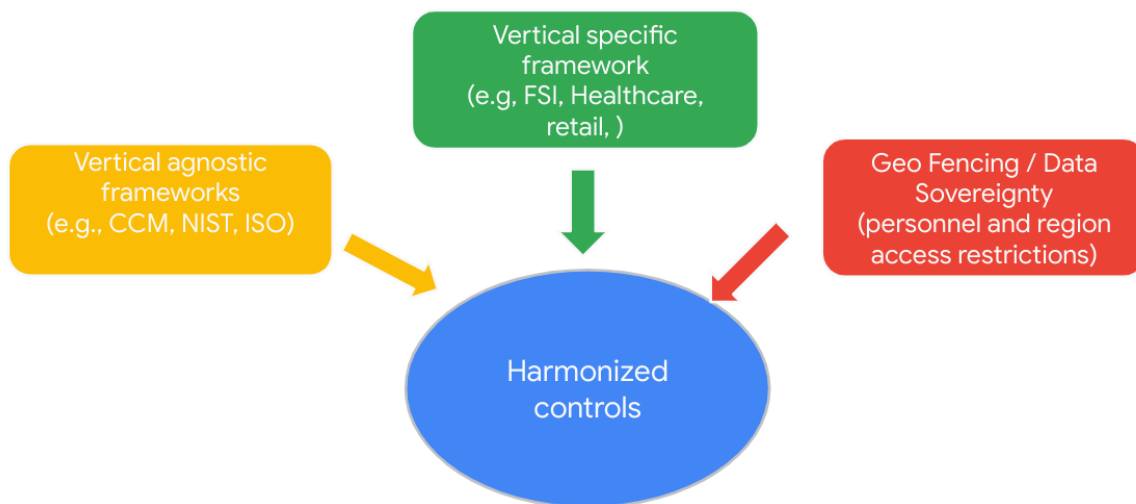 Vertical specific
framework
(e.g, FSI, Healthcare,
retail, )
Vertical agnostic
frameworks
(e.g., CCM, NIST, ISO)
Geo Fencing / Data
Sovereignty
(personnel and region
access restrictions)
Harmonized
controls